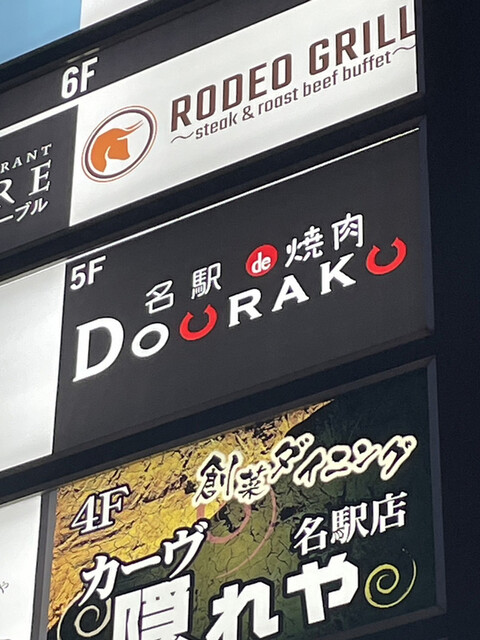 6F
RODEO GRILL
~steak & roast beef buffet~
RANT
RE
ーブル
5F
名駅 de 焼肉
DOURAKU
4F
創菜ダイニング
カーヴ
名駅店
隠れや